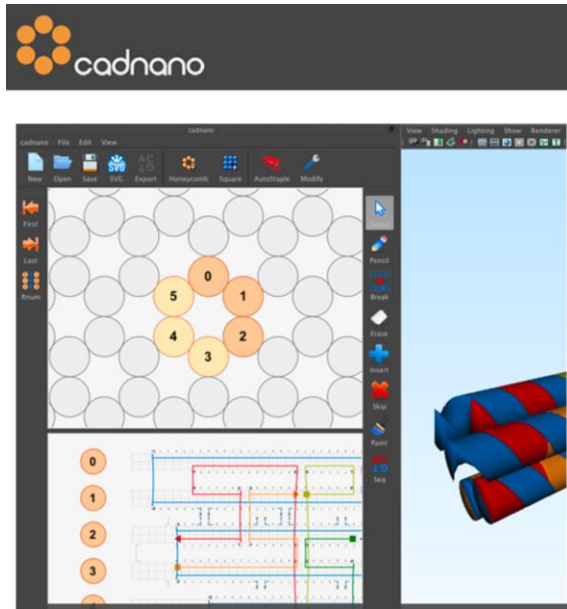 cadnano
cadnano
cadnano File Edit View
View Shading Lighting Show Renderer
New Open Save SVG Export Honeycomb Square AutoStaple Modify
First
Last
Rnum
0
5 1
4 2
3
Select
Pencil
Break
Erase
Insert
Skip
Paint
Seq
0
1
2
3